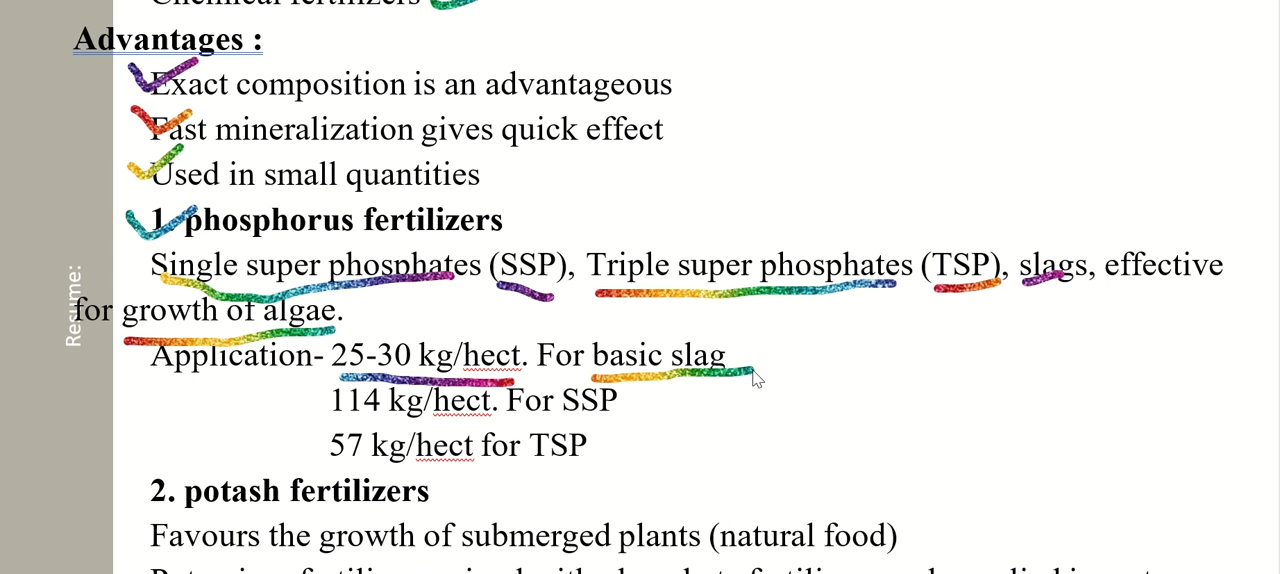 Chemical fertilizers
Advantages :
Exact composition is an advantageous
Fast mineralization gives quick effect
Used in small quantities
1. phosphorus fertilizers
Single super phosphates (SSP), Triple super phosphates (TSP), slags, effective
for growth of algae.
Application- 25-30 kg/hect. For basic slag
114 kg/hect. For SSP
57 kg/hect for TSP
2. potash fertilizers
Favours the growth of submerged plants (natural food)
Resume: